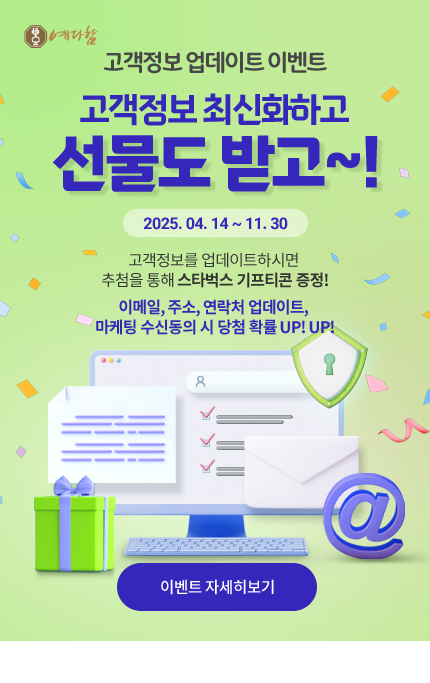 예다함
고객정보 업데이트 이벤트
고객정보 최신화하고
선물도 받고~!
2025. 04. 14 ~ 11. 30
고객정보를 업데이트하시면
추첨을 통해 스타벅스 기프티콘 증정!
이메일, 주소, 연락처 업데이트,
마케팅 수신동의 시 당첨 확률 UP! UP!
@
이벤트 자세히보기